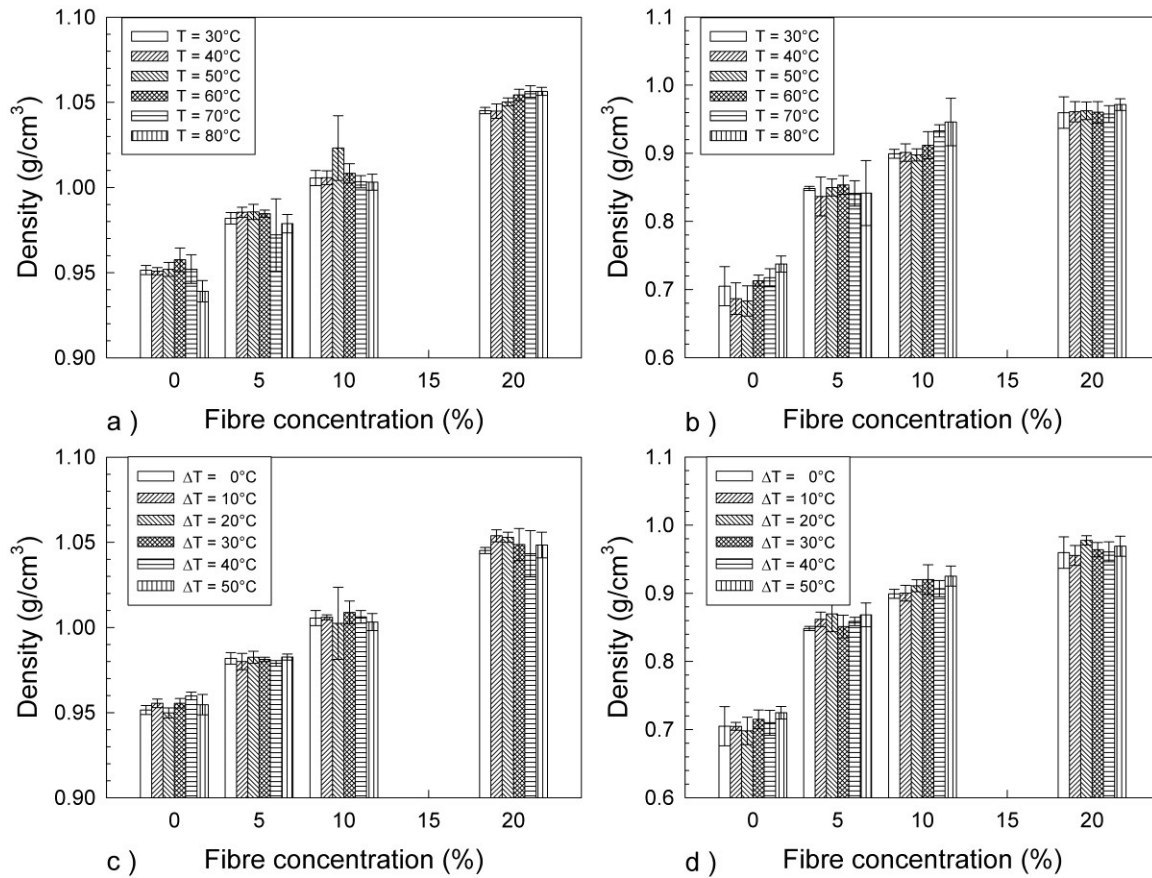 1.10
1.05
1.00
0.95
0.90
Density (g/cm³)
T = 30°C
T = 40°C
T = 50°C
T = 60°C
T = 70°C
T = 80°C
0 5 10 15 20
a ) Fibre concentration (%)
1.1
1.0
0.9
0.8
0.7
0.6
Density (g/cm³)
T = 30°C
T = 40°C
T = 50°C
T = 60°C
T = 70°C
T = 80°C
0 5 10 15 20
b ) Fibre concentration (%)
1.10
1.05
1.00
0.95
0.90
Density (g/cm³)
ΔT = 0°C
ΔT = 10°C
ΔT = 20°C
ΔT = 30°C
ΔT = 40°C
ΔT = 50°C
0 5 10 15 20
c ) Fibre concentration (%)
1.1
1.0
0.9
0.8
0.7
0.6
Density (g/cm³)
ΔT = 0°C
ΔT = 10°C
ΔT = 20°C
ΔT = 30°C
ΔT = 40°C
ΔT = 50°C
0 5 10 15 20
d ) Fibre concentration (%)